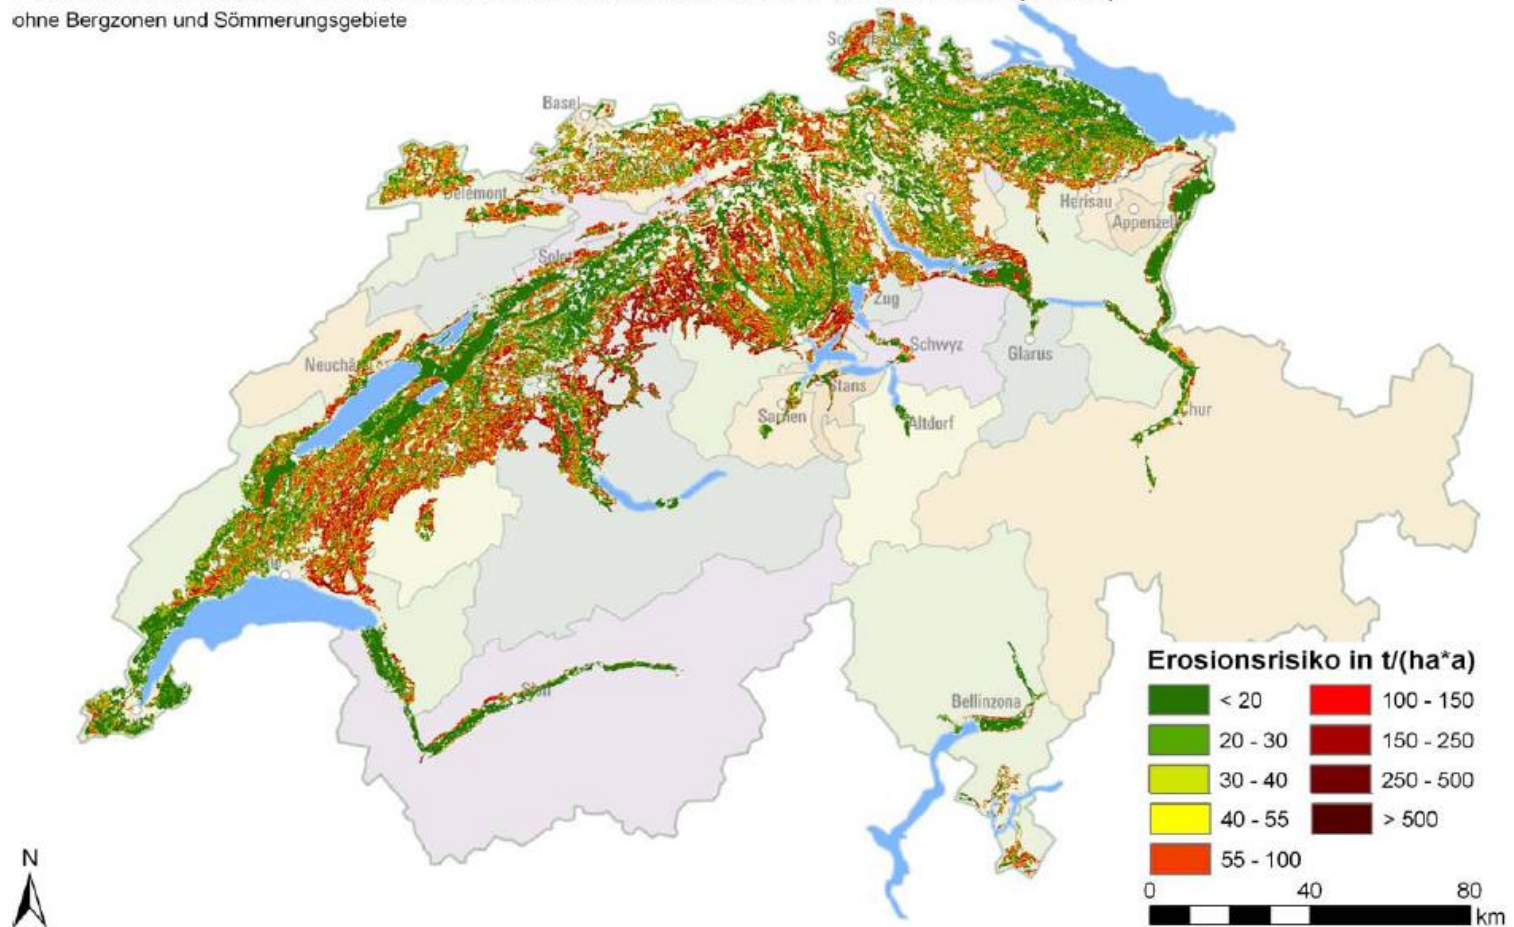 ohne Bergzonen und Sömmerungsgebiete
Basel
Delémont
Herisau
Appenzell
Zug
Neuchâ
Schwyz
Glarus
Stans
Sarnen
Altdorf
Chur
Sion
Bellinzona
Erosionsrisiko in t/(ha*a)
< 20
100 - 150
20 - 30
150 - 250
30 - 40
250 - 500
40 - 55
> 500
55 - 100
N
0 40 80
km